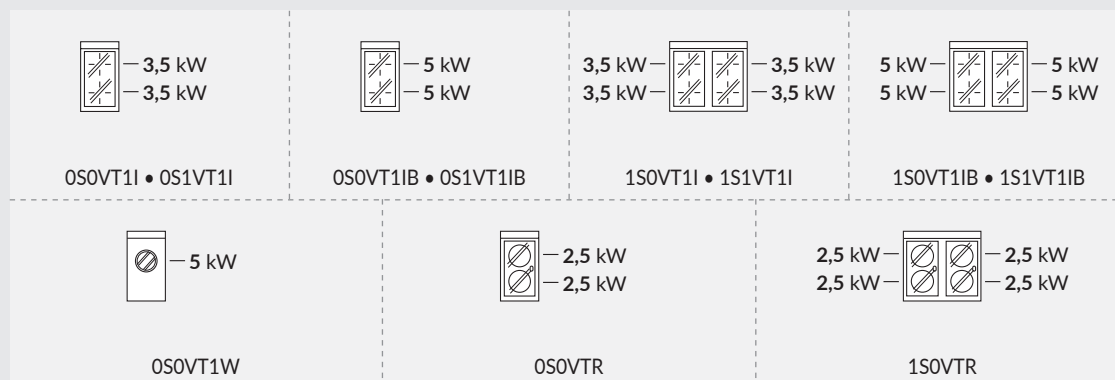 3,5 kW
3,5 kW
0S0VT1I • 0S1VT1I
5 kW
5 kW
0S0VT1IB • 0S1VT1IB
3,5 kW 3,5 kW
3,5 kW 3,5 kW
1S0VT1I • 1S1VT1I
5 kW 5 kW
5 kW 5 kW
1S0VT1IB • 1S1VT1IB
5 kW
0S0VT1W
2,5 kW
2,5 kW
0S0VTR
2,5 kW 2,5 kW
2,5 kW 2,5 kW
1S0VTR